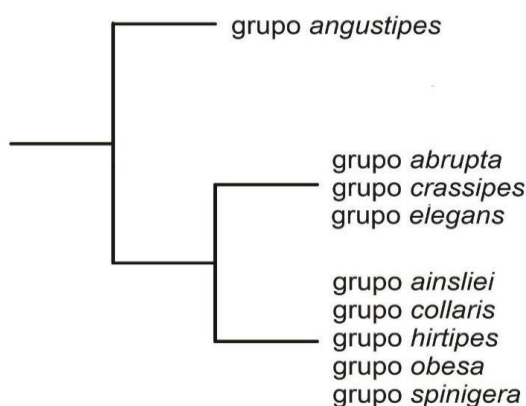 grupo angustipes
grupo abrupta
grupo crassipes
grupo elegans
grupo ainsliei
grupo collaris
grupo hirtipes
grupo obesa
grupo spinigera